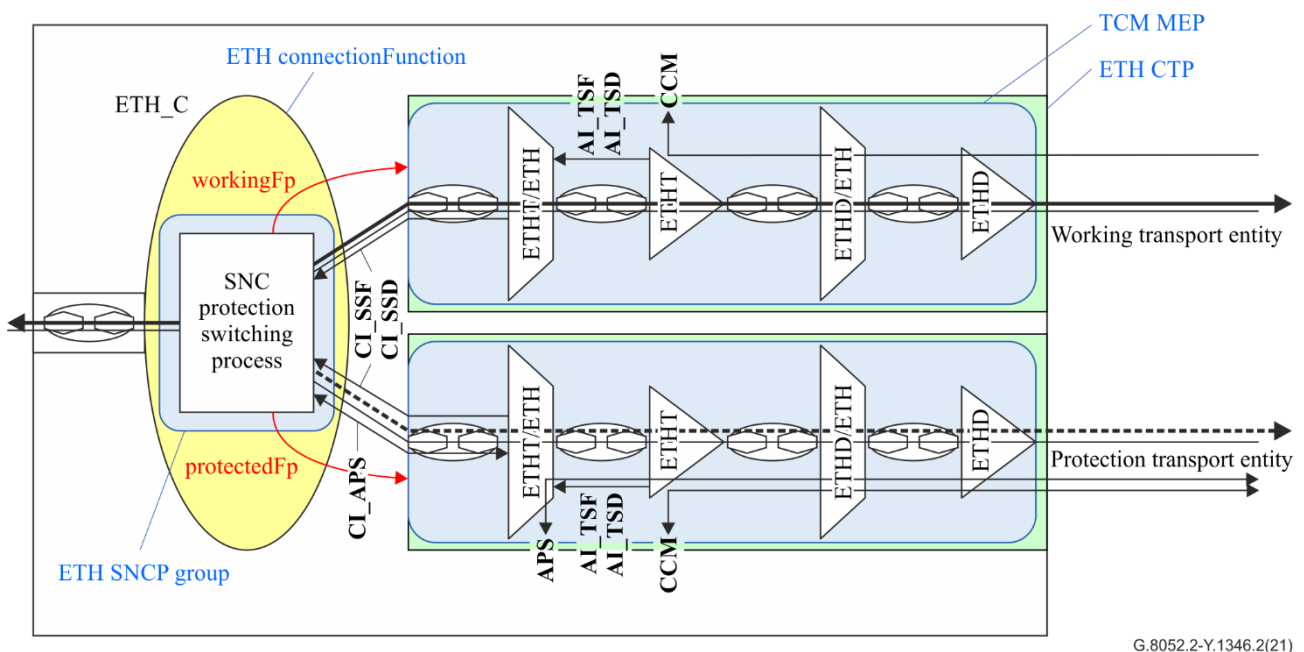 TCM MEP
ETH connectionFunction
ETH CTP
ETH_C
AI_TSF
AI_TSD
CCM
workingFp
ETHT/ETH
ETHT
ETHD/ETH
ETHD
Working transport entity
SNC
protection
switching
process
CI_SSF
CI_SSD
ETHT/ETH
ETHT
ETHD/ETH
ETHD
protectedFp
CI_APS
Protection transport entity
APS
AI_TSF
AI_TSD
CCM
ETH SNCP group
G.8052.2-Y.1346.2(21)